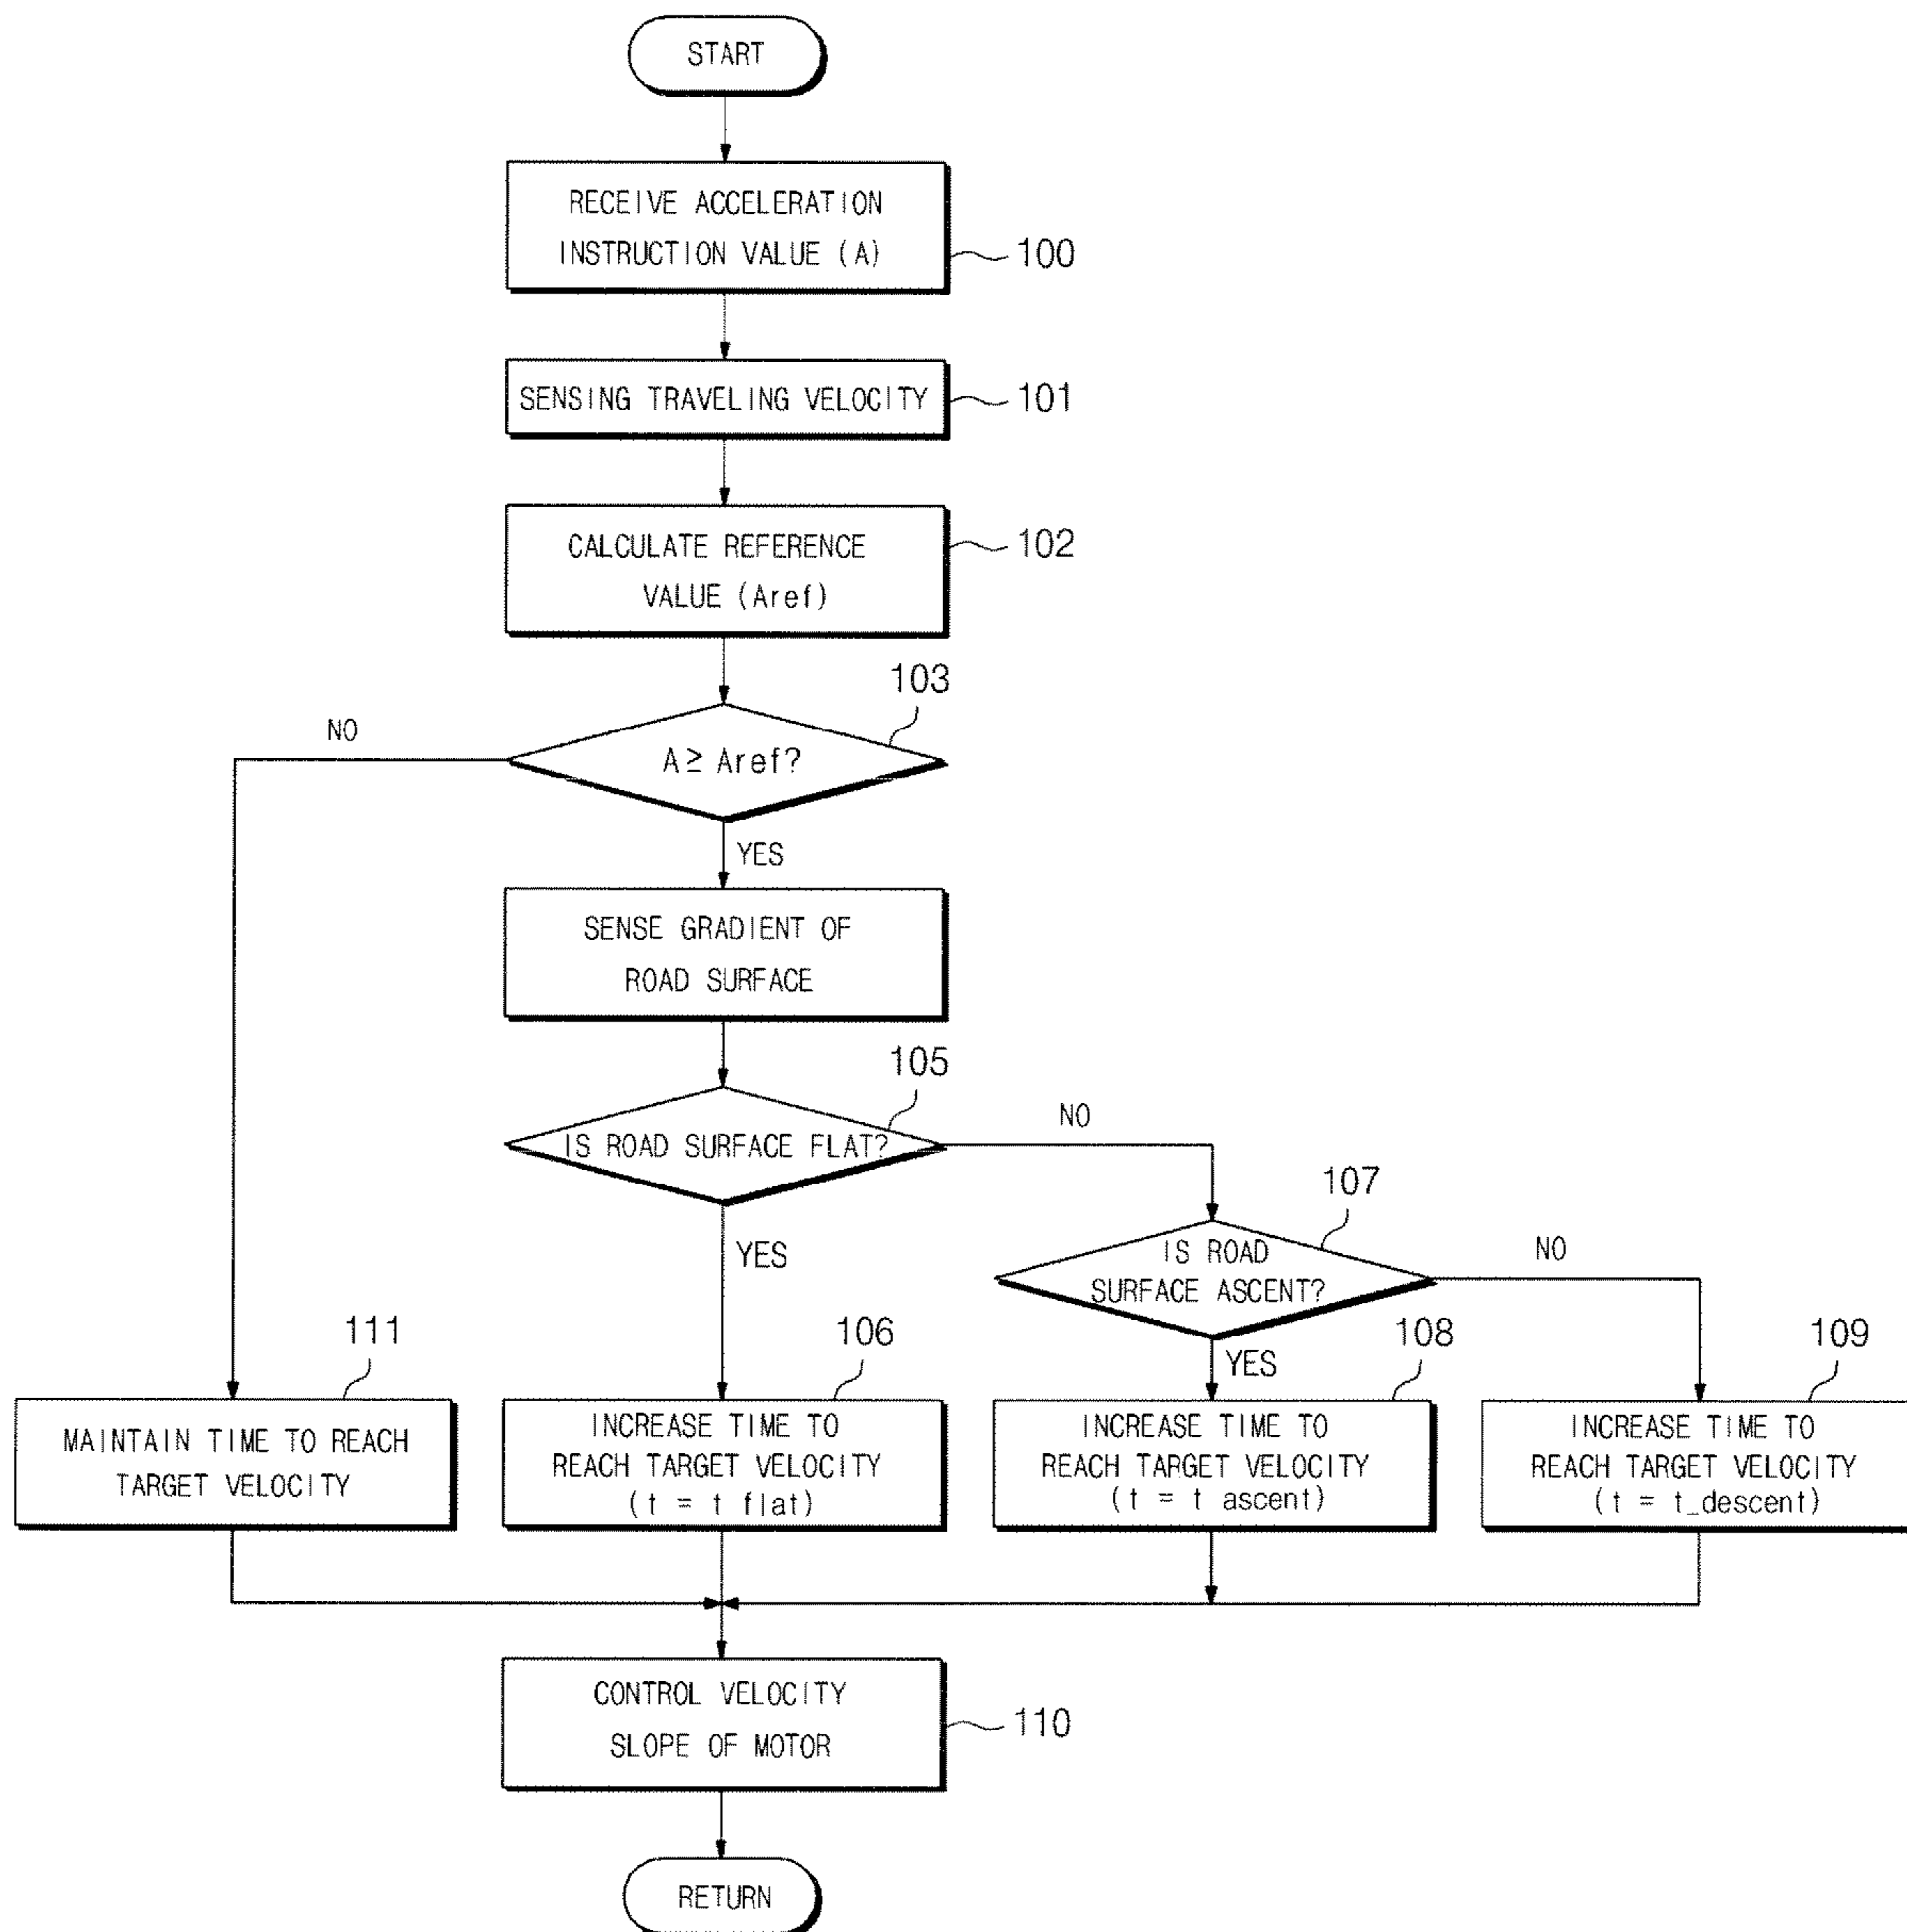 START
RECEIVE ACCELERATION
INSTRUCTION VALUE (A)
100
SENSING TRAVELING VELOCITY
101
CALCULATE REFERENCE
VALUE (Aref)
102
103
NO
A≥ Aref?
YES
SENSE GRADIENT OF
ROAD SURFACE
105
IS ROAD SURFACE FLAT?
NO
YES
107
IS ROAD
SURFACE ASCENT?
NO
YES
111
MAINTAIN TIME TO REACH
TARGET VELOCITY
106
INCREASE TIME TO
REACH TARGET VELOCITY
(t = t flat)
108
INCREASE TIME TO
REACH TARGET VELOCITY
(t = t ascent)
109
INCREASE TIME TO
REACH TARGET VELOCITY
(t = t_descent)
CONTROL VELOCITY
SLOPE OF MOTOR
110
RETURN